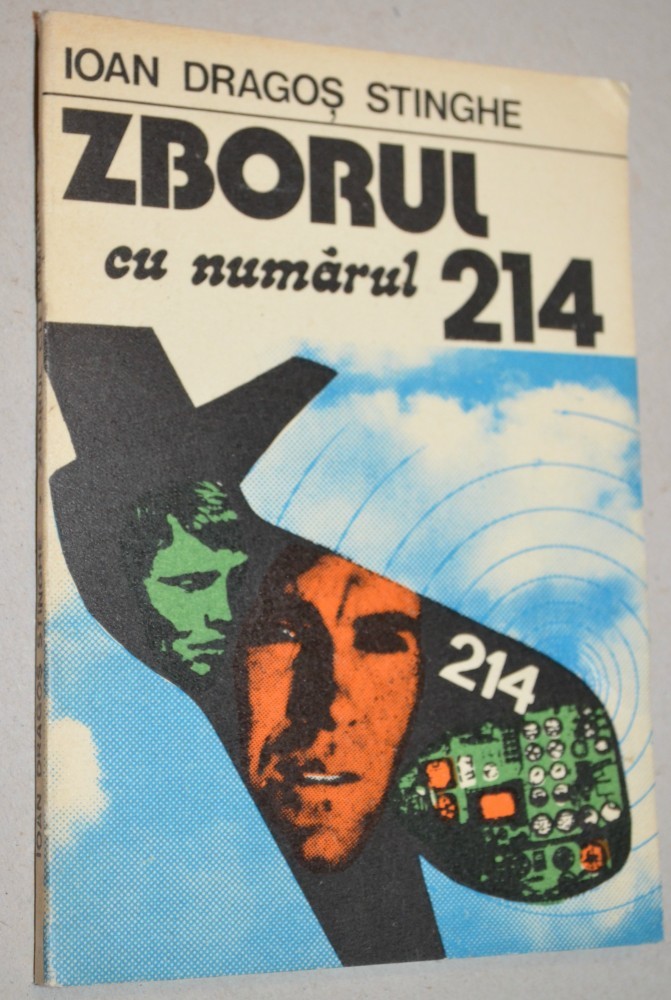 IOAN DRAGOȘ STINGHE
ZBORUL
cu numărul 214
214
IOAN DRAGOȘ STINGHE